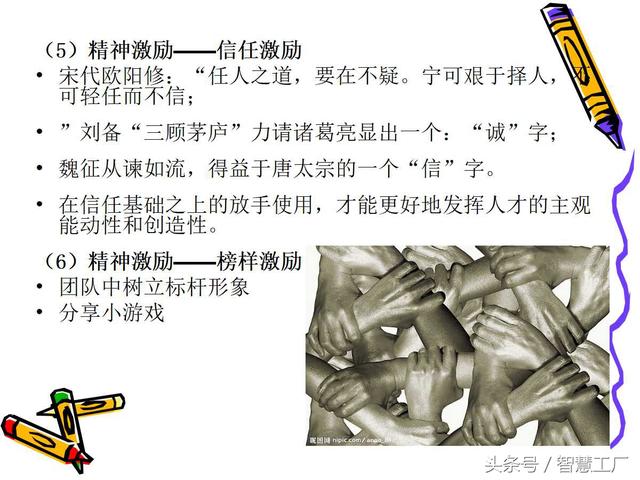 （5）精神激励——信任激励
• 宋代欧阳修：“任人之道，要在不疑。宁可艰于择人，不
可轻任而不信；
• ”刘备“三顾茅庐”力请诸葛亮显出一个：“诚”字；
• 魏征从谏如流，得益于唐太宗的一个“信”字。
• 在信任基础之上的放手使用，才能更好地发挥人才的主观
能动性和创造性。
（6）精神激励——榜样激励
• 团队中树立标杆形象
• 分享小游戏
昵图网 nipic.com/
头条号 / 智慧工厂